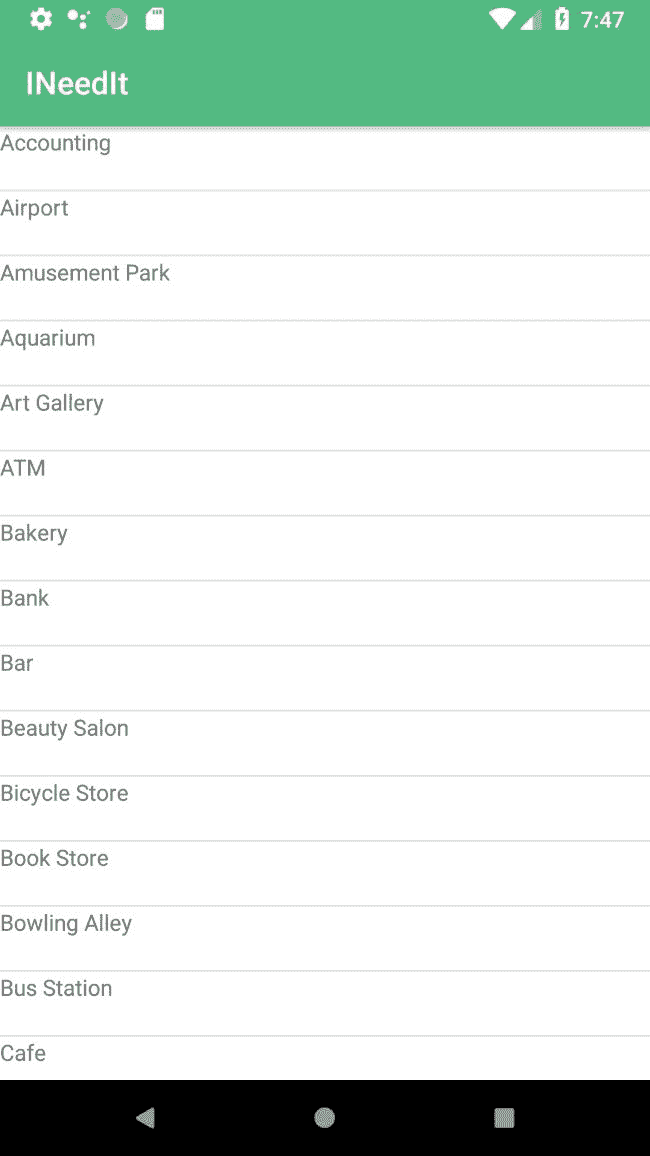 7:47
INeedIt
Accounting
Airport
Amusement Park
Aquarium
Art Gallery
ATM
Bakery
Bank
Bar
Beauty Salon
Bicycle Store
Book Store
Bowling Alley
Bus Station
Cafe